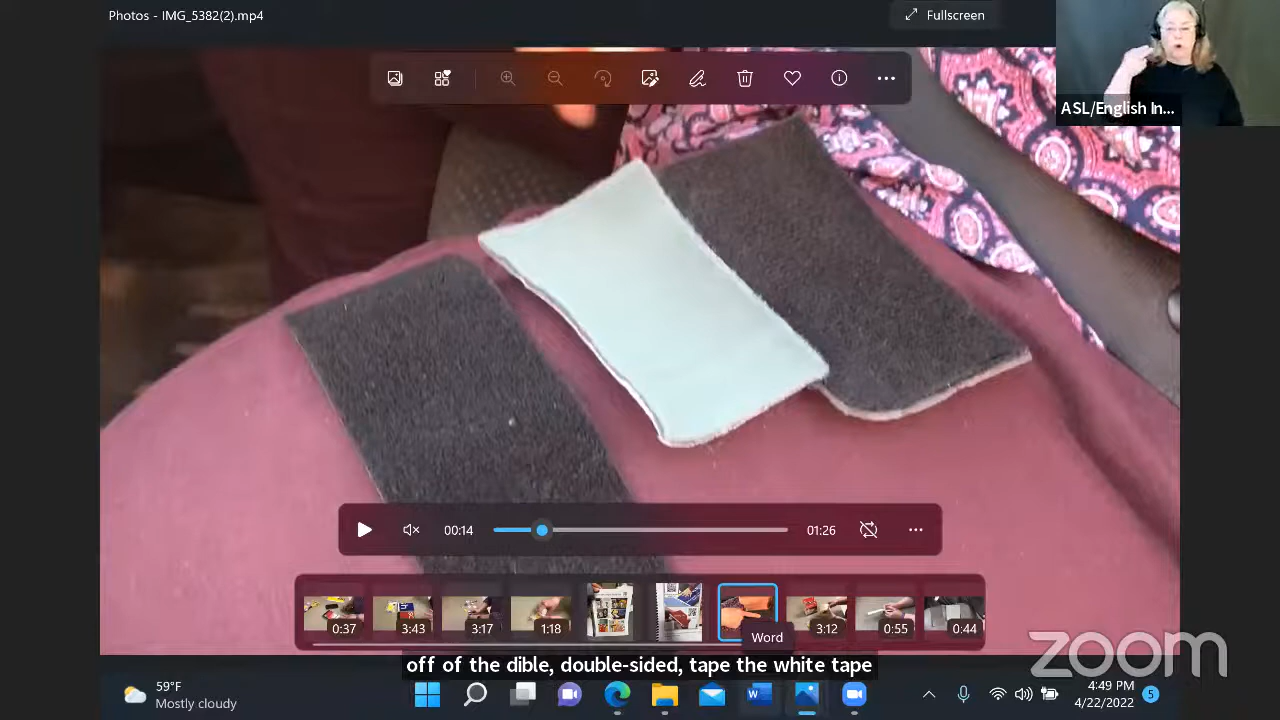 Photos - IMG_5382(2).mp4
Fullscreen
ASL/English In...
00:14
01:26
0:37
3:43
3:17
1:18
3:12
0:55
0:44
Word
off of the dible, double-sided, tape the white tape
zoom
59°F
Mostly cloudy
4:49 PM
4/22/2022
5